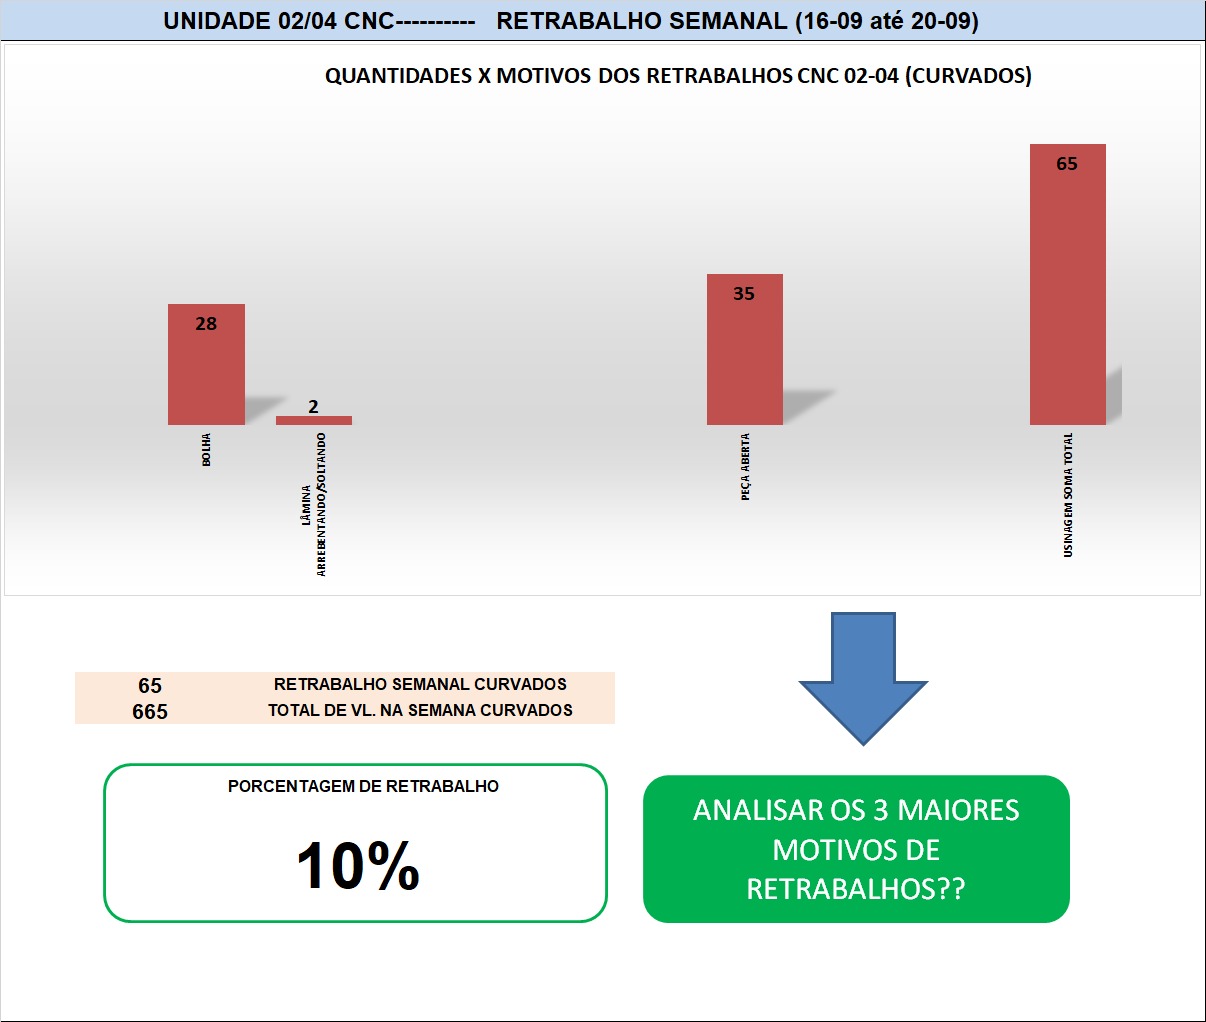 UNIDADE 02/04 CNC---------- RETRABALHO SEMANAL (16-09 até 20-09)
QUANTIDADES X MOTIVOS DOS RETRABALHOS CNC 02-04 (CURVADOS)
28
2
35
65
BOLHA
LÂMINA
ARREBENTANDO/SOLTANDO
PEÇA ABERTA
USINAGEM SOMA TOTAL
65 RETRABALHO SEMANAL CURVADOS
665 TOTAL DE VL. NA SEMANA CURVADOS
PORCENTAGEM DE RETRABALHO
10%
ANALISAR OS 3 MAIORES
MOTIVOS DE
RETRABALHOS??